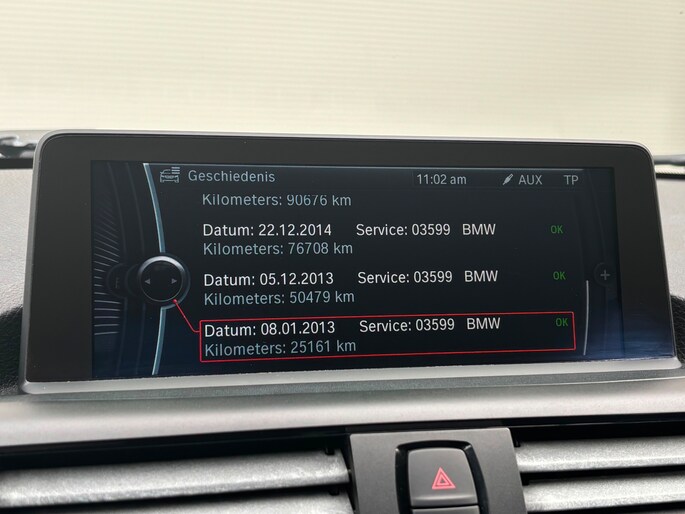 Geschiedenis 11:02 am AUX TP
Kilometers: 90676 km
Datum: 22.12.2014 Service: 03599 BMW OK
Kilometers: 76708 km
Datum: 05.12.2013 Service: 03599 BMW OK
Kilometers: 50479 km
Datum: 08.01.2013 Service: 03599 BMW OK
Kilometers: 25161 km